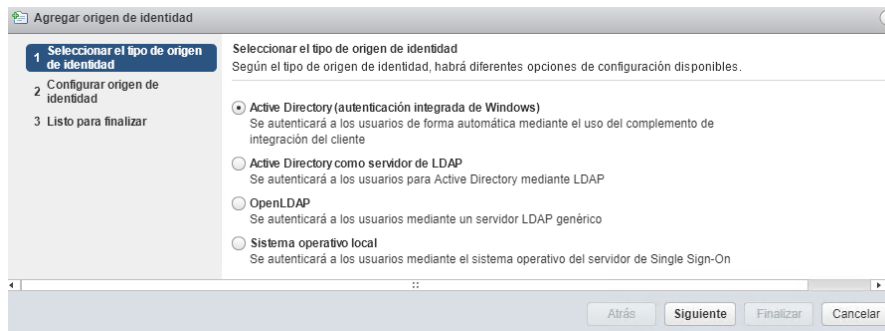 Agregar origen de identidad
1 Seleccionar el tipo de origen
de identidad
2 Configurar origen de
identidad
3 Listo para finalizar
Seleccionar el tipo de origen de identidad
Según el tipo de origen de identidad, habrá diferentes opciones de configuración disponibles.
Active Directory (autenticación integrada de Windows)
Se autenticará a los usuarios de forma automática mediante el uso del complemento de
integración del cliente
Active Directory como servidor de LDAP
Se autenticará a los usuarios para Active Directory mediante LDAP
OpenLDAP
Se autenticará a los usuarios mediante un servidor LDAP genérico
Sistema operativo local
Se autenticará a los usuarios mediante el sistema operativo del servidor de Single Sign-On
Atrás Siguiente Finalizar Cancelar